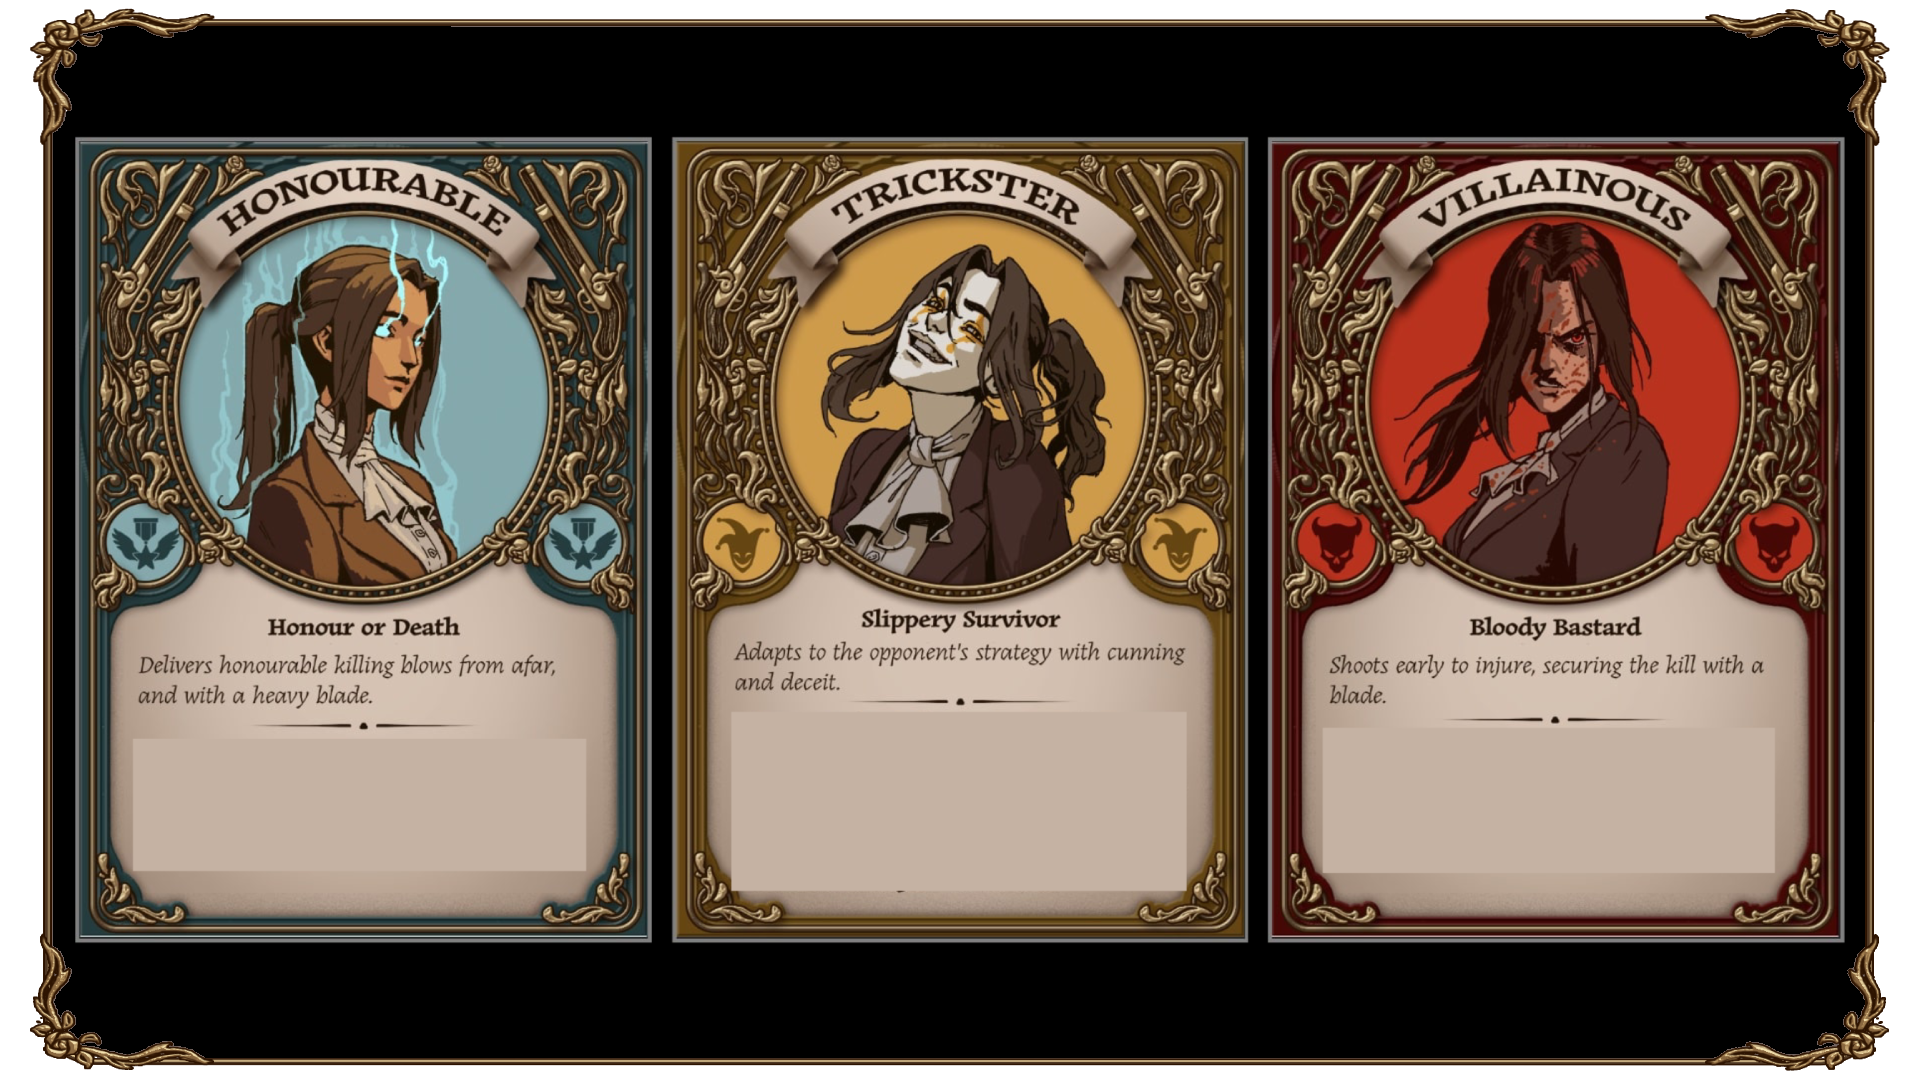 HONOURABLE
Honour or Death
Delivers honourable killing blows from afar,
and with a heavy blade.
TRICKSTER
Slippery Survivor
Adapts to the opponent's strategy with cunning
and deceit.
VILLAINOUS
Bloody Bastard
Shoots early to injure, securing the kill with a
blade.